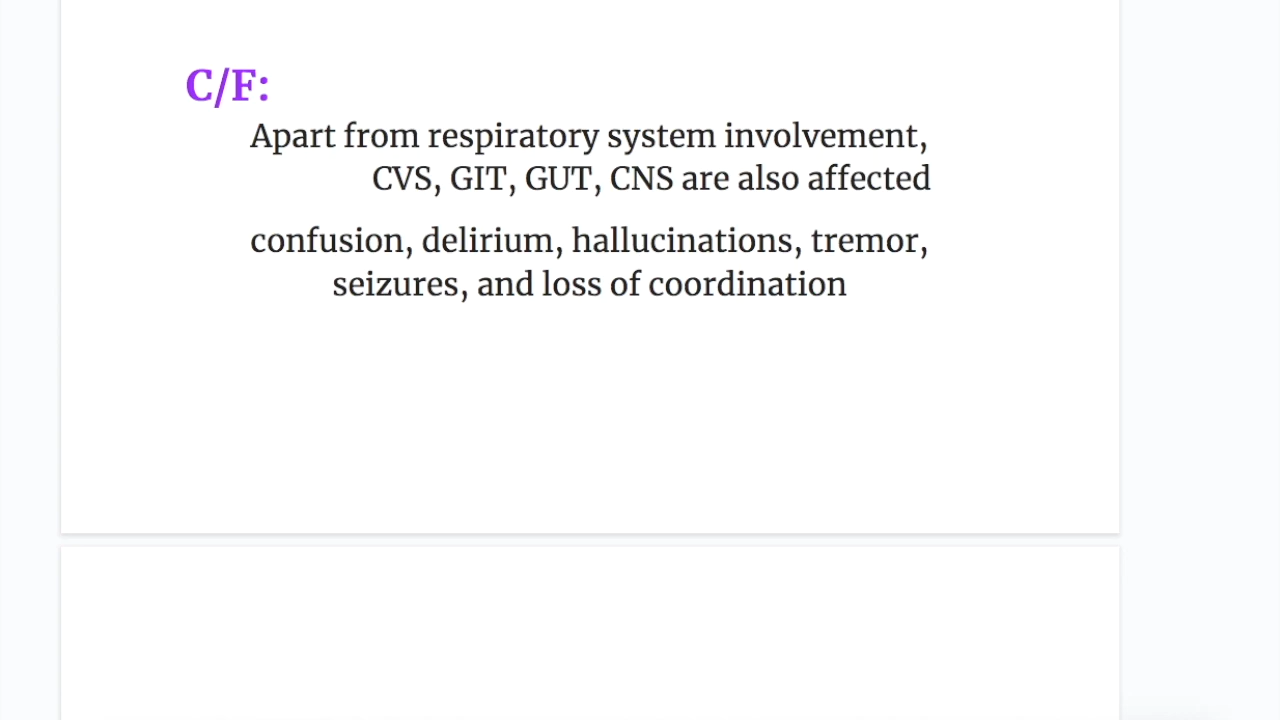 C/F:
Apart from respiratory system involvement,
CVS, GIT, GUT, CNS are also affected
confusion, delirium, hallucinations, tremor,
seizures, and loss of coordination